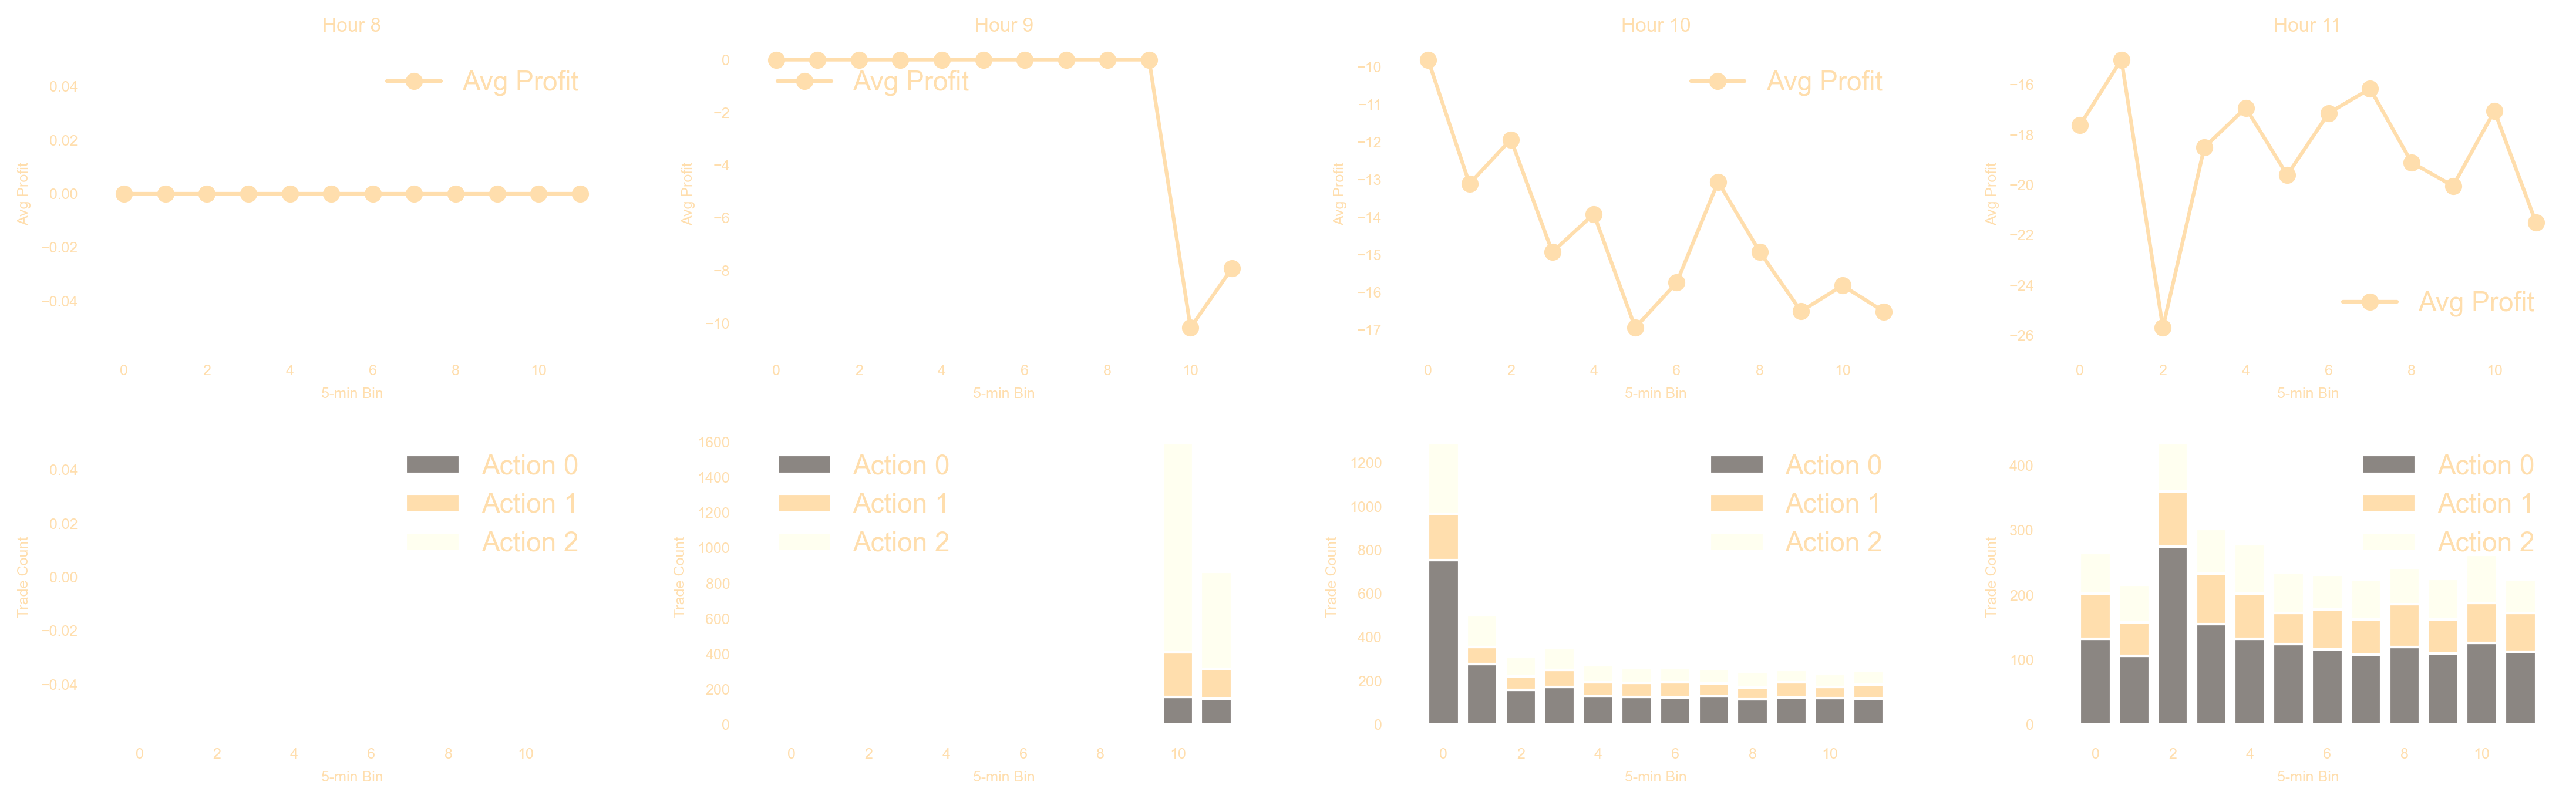 Hour 8
Avg Profit
0.04
0.02
0.00
−0.02
−0.04
Avg Profit
0 2 4 6 8 10
5-min Bin
Hour 9
Avg Profit
0
−2
−4
−6
−8
−10
Avg Profit
0 2 4 6 8 10
5-min Bin
Hour 10
Avg Profit
−10
−11
−12
−13
−14
−15
−16
−17
Avg Profit
0 2 4 6 8 10
5-min Bin
Hour 11
Avg Profit
−16
−18
−20
−22
−24
−26
Avg Profit
0 2 4 6 8 10
5-min Bin
Trade Count
0.04
0.02
0.00
−0.02
−0.04
Action 0
Action 1
Action 2
0 2 4 6 8 10
5-min Bin
Trade Count
1600
1400
1200
1000
800
600
400
200
0
Action 0
Action 1
Action 2
0 2 4 6 8 10
5-min Bin
Trade Count
1200
1000
800
600
400
200
0
Action 0
Action 1
Action 2
0 2 4 6 8 10
5-min Bin
Trade Count
400
300
200
100
0
Action 0
Action 1
Action 2
0 2 4 6 8 10
5-min Bin